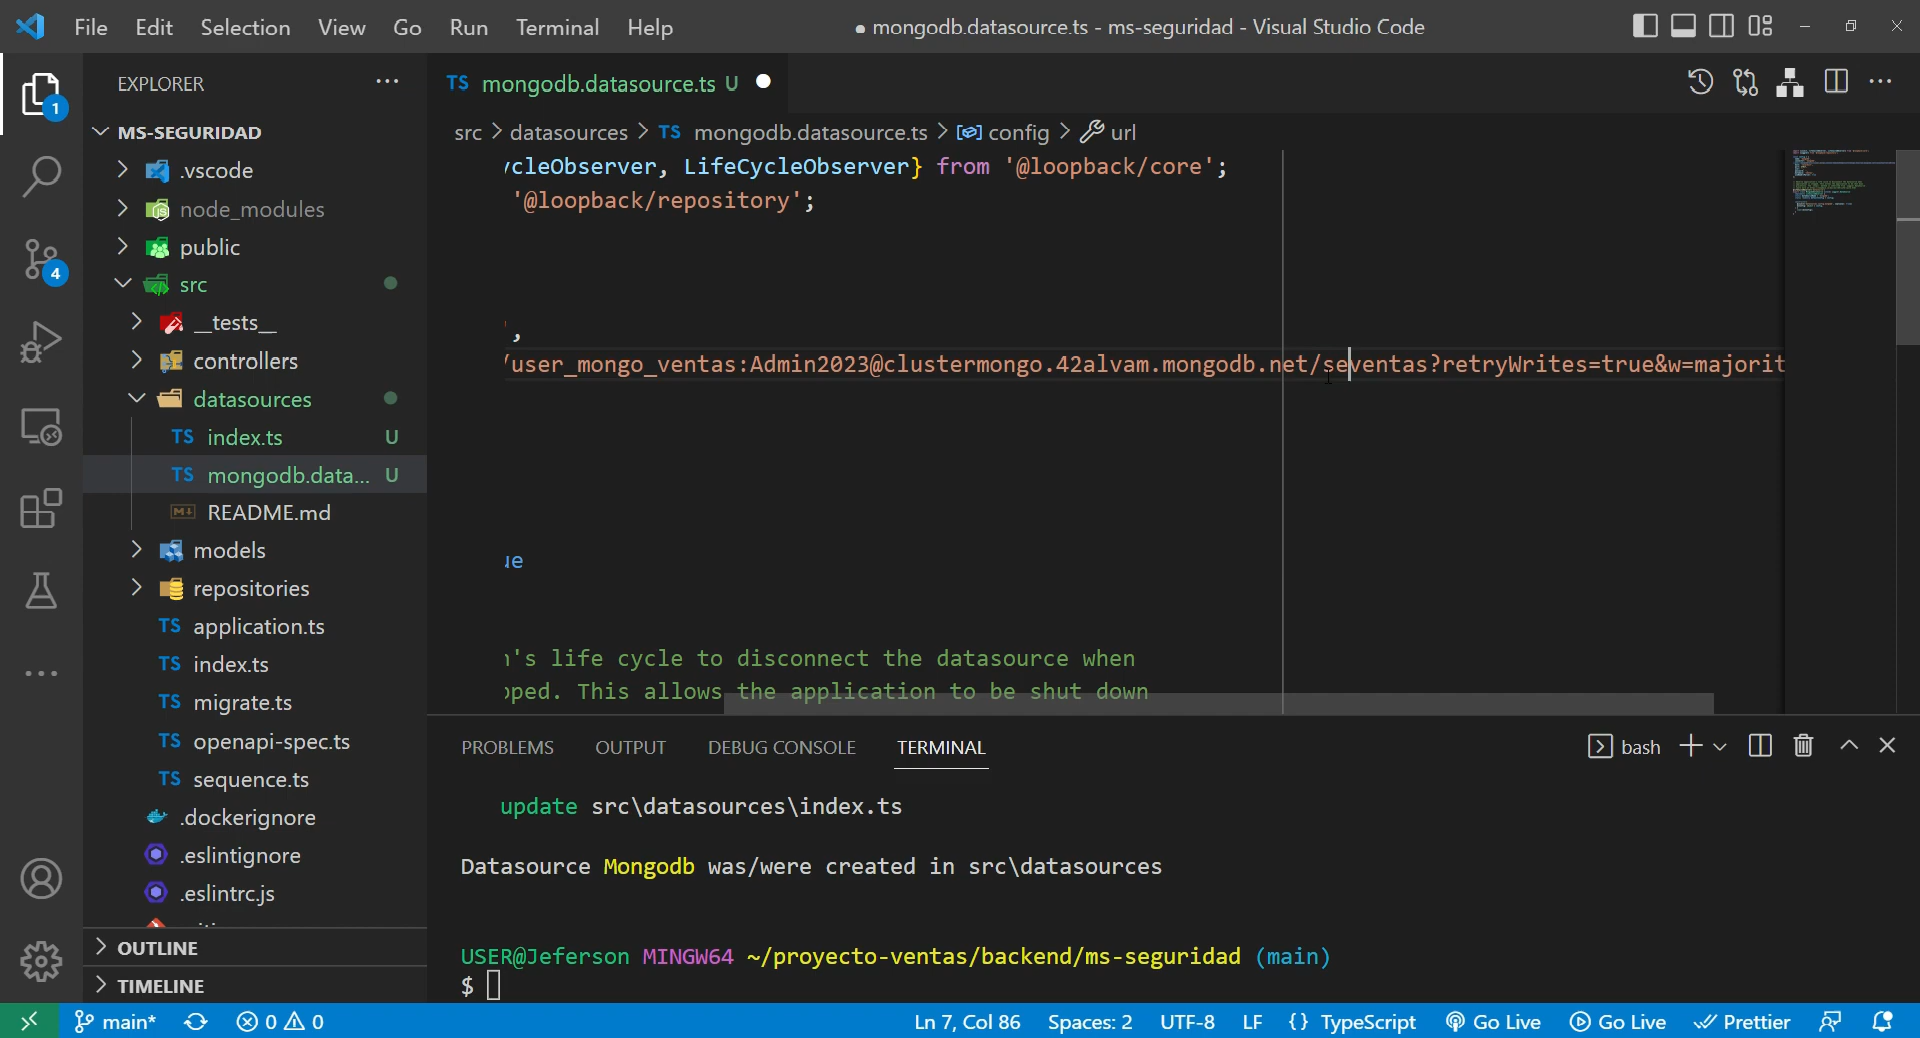 File Edit Selection View Go Run Terminal Help
● mongodb.datasource.ts - ms-seguridad - Visual Studio Code
EXPLORER
TS mongodb.datasource.ts U
1
MS-SEGURIDAD
src > datasources > TS mongodb.datasource.ts > config > url
.vscode
node_modules
public
src
__tests__
controllers
datasources
TS index.ts U
TS mongodb.data... U
README.md
models
repositories
TS application.ts
TS index.ts
TS migrate.ts
TS openapi-spec.ts
TS sequence.ts
.dockerignore
.eslintignore
.eslintrc.js
OUTLINE
TIMELINE
4
ycleObserver, LifeCycleObserver} from '@loopback/core';
'@loopback/repository';
',
/user_mongo_ventas:Admin2023@clustermongo.42alvam.mongodb.net/seventas?retryWrites=true&w=majorit
ue
n's life cycle to disconnect the datasource when
pped. This allows the application to be shut down
PROBLEMS OUTPUT DEBUG CONSOLE TERMINAL
bash
update src\datasources\index.ts
Datasource Mongodb was/were created in src\datasources
USER@Jeferson MINGW64 ~/proyecto-ventas/backend/ms-seguridad (main)
$
main* 0 0 Ln 7, Col 86 Spaces: 2 UTF-8 LF {} TypeScript Go Live Go Live Prettier